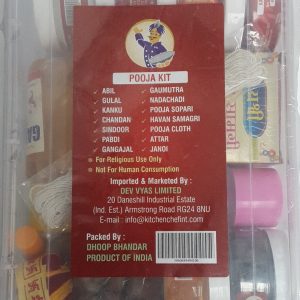 POOJA KIT
ABIL
GULAL
KANKU
CHANDAN
SINDOOR
PABDI
GANGAJAL
GAUMUTRA
NADACHADI
POOJA SOPARI
HAVAN SAMAGRI
POOJA CLOTH
ATTAR
JANOI
For Religious Use Only
Not For Human Consumption
Imported & Marketed By :
DEV VYAS LIMITED
20 Daneshill Industrial Estate
(Ind. Est.) Armstrong Road RG24 8NU
E-mail : info@kitchenchefint.com
Packed By :
DHOOP BHANDAR
PRODUCT OF INDIA